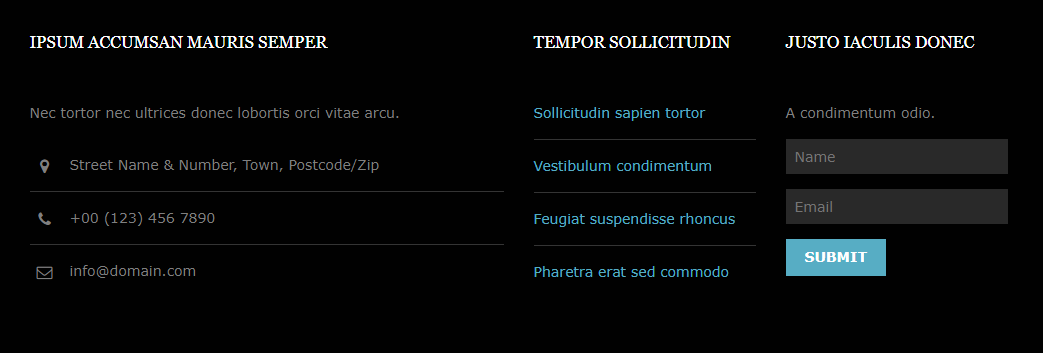 IPSUM ACCUMSAN MAURIS SEMPER
Nec tortor nec ultrices donec lobortis orci vitae arcu.
Street Name & Number, Town, Postcode/Zip
+00 (123) 456 7890
info@domain.com
TEMPOR SOLLICITUDIN
Sollicitudin sapien tortor
Vestibulum condimentum
Feugiat suspendisse rhoncus
Pharetra erat sed commodo
JUSTO IACULIS DONEC
A condimentum odio.
Name
Email
SUBMIT